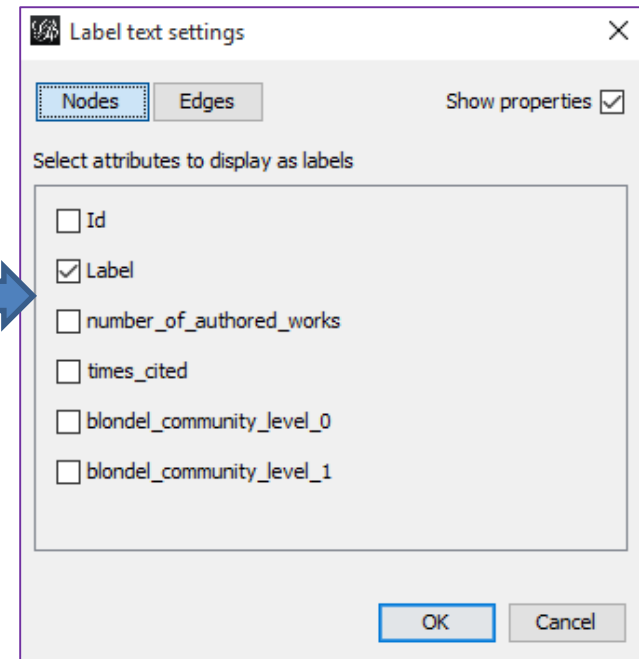 Label text settings
Nodes Edges Show properties
Select attributes to display as labels
Id
Label
number_of_authored_works
times_cited
blondel_community_level_0
blondel_community_level_1
OK Cancel